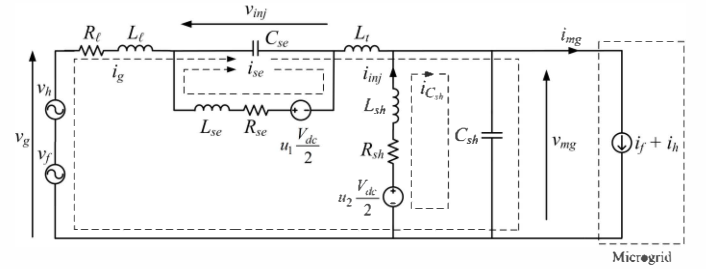 v_inj
R_ℓ L_ℓ C_se L_t
i_g i_se i_inj i_C_sh i_mg
v_h
L_se R_se u_1 V_dc/2
L_sh
v_g v_f R_sh C_sh v_mg i_f + i_h
u_2 V_dc/2
Microgrid